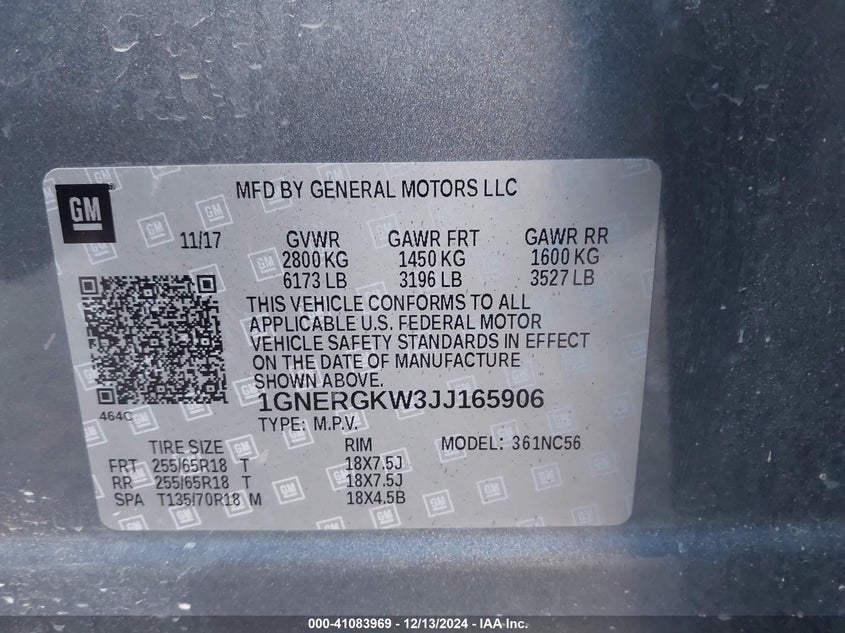 GM
MFD BY GENERAL MOTORS LLC
11/17 GVWR GAWR FRT GAWR RR
2800 KG 1450 KG 1600 KG
6173 LB 3196 LB 3527 LB
THIS VEHICLE CONFORMS TO ALL
APPLICABLE U.S. FEDERAL MOTOR
VEHICLE SAFETY STANDARDS IN EFFECT
ON THE DATE OF MANUFACTURE
SHOWN ABOVE.
1GNERGKW3JJ165906
464C
TYPE: M.P.V.
TIRE SIZE RIM MODEL: 361NC56
FRT 255/65R18 T 18X7.5J
RR 255/65R18 T 18X7.5J
SPA T135/70R18 M 18X4.5B
000-41083969 - 12/13/2024 - IAA Inc.